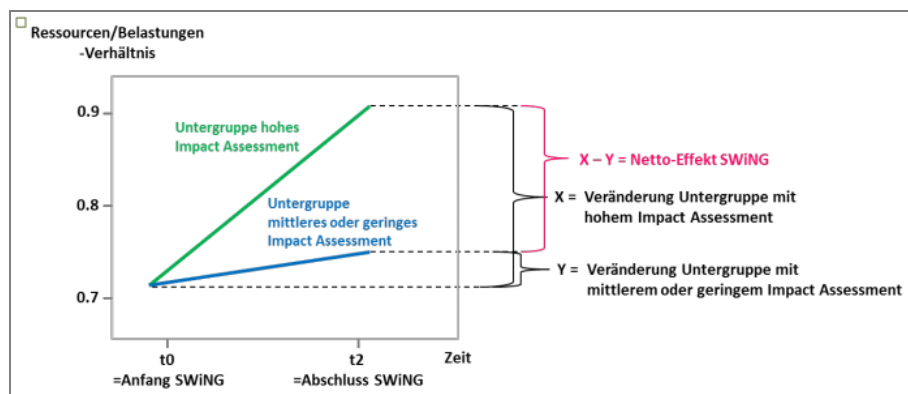 Ressourcen/Belastungen
-Verhältnis
0.9
0.8
0.7
Untergruppe hohes
Impact Assessment
Untergruppe
mittleres oder geringes
Impact Assessment
X – Y = Netto-Effekt SWiNG
X = Veränderung Untergruppe mit
hohem Impact Assessment
Y = Veränderung Untergruppe mit
mittlerem oder geringem Impact Assessment
t0
=Anfang SWiNG
t2
=Abschluss SWiNG
Zeit